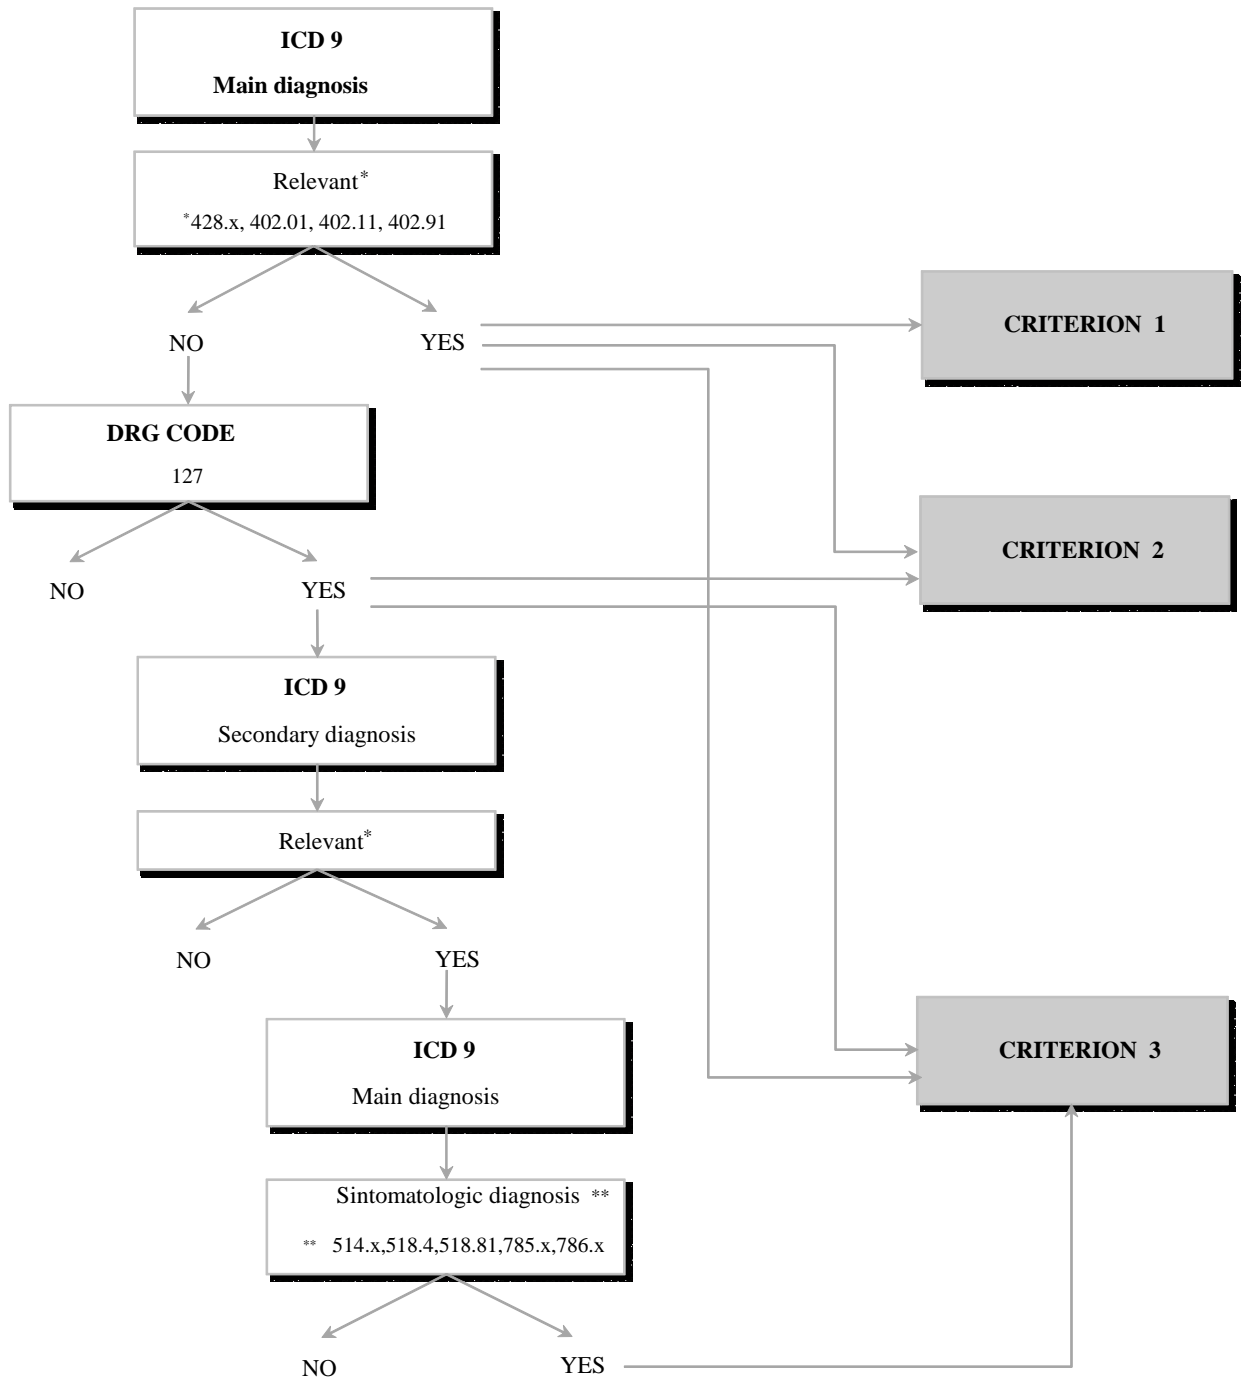 ICD 9
Main diagnosis
Relevant*
*428.x, 402.01, 402.11, 402.91
NO
YES
CRITERION 1
DRG CODE
127
NO
YES
CRITERION 2
ICD 9
Secondary diagnosis
Relevant*
NO
YES
ICD 9
Main diagnosis
CRITERION 3
Sintomatologic diagnosis **
** 514.x,518.4,518.81,785.x,786.x
NO
YES